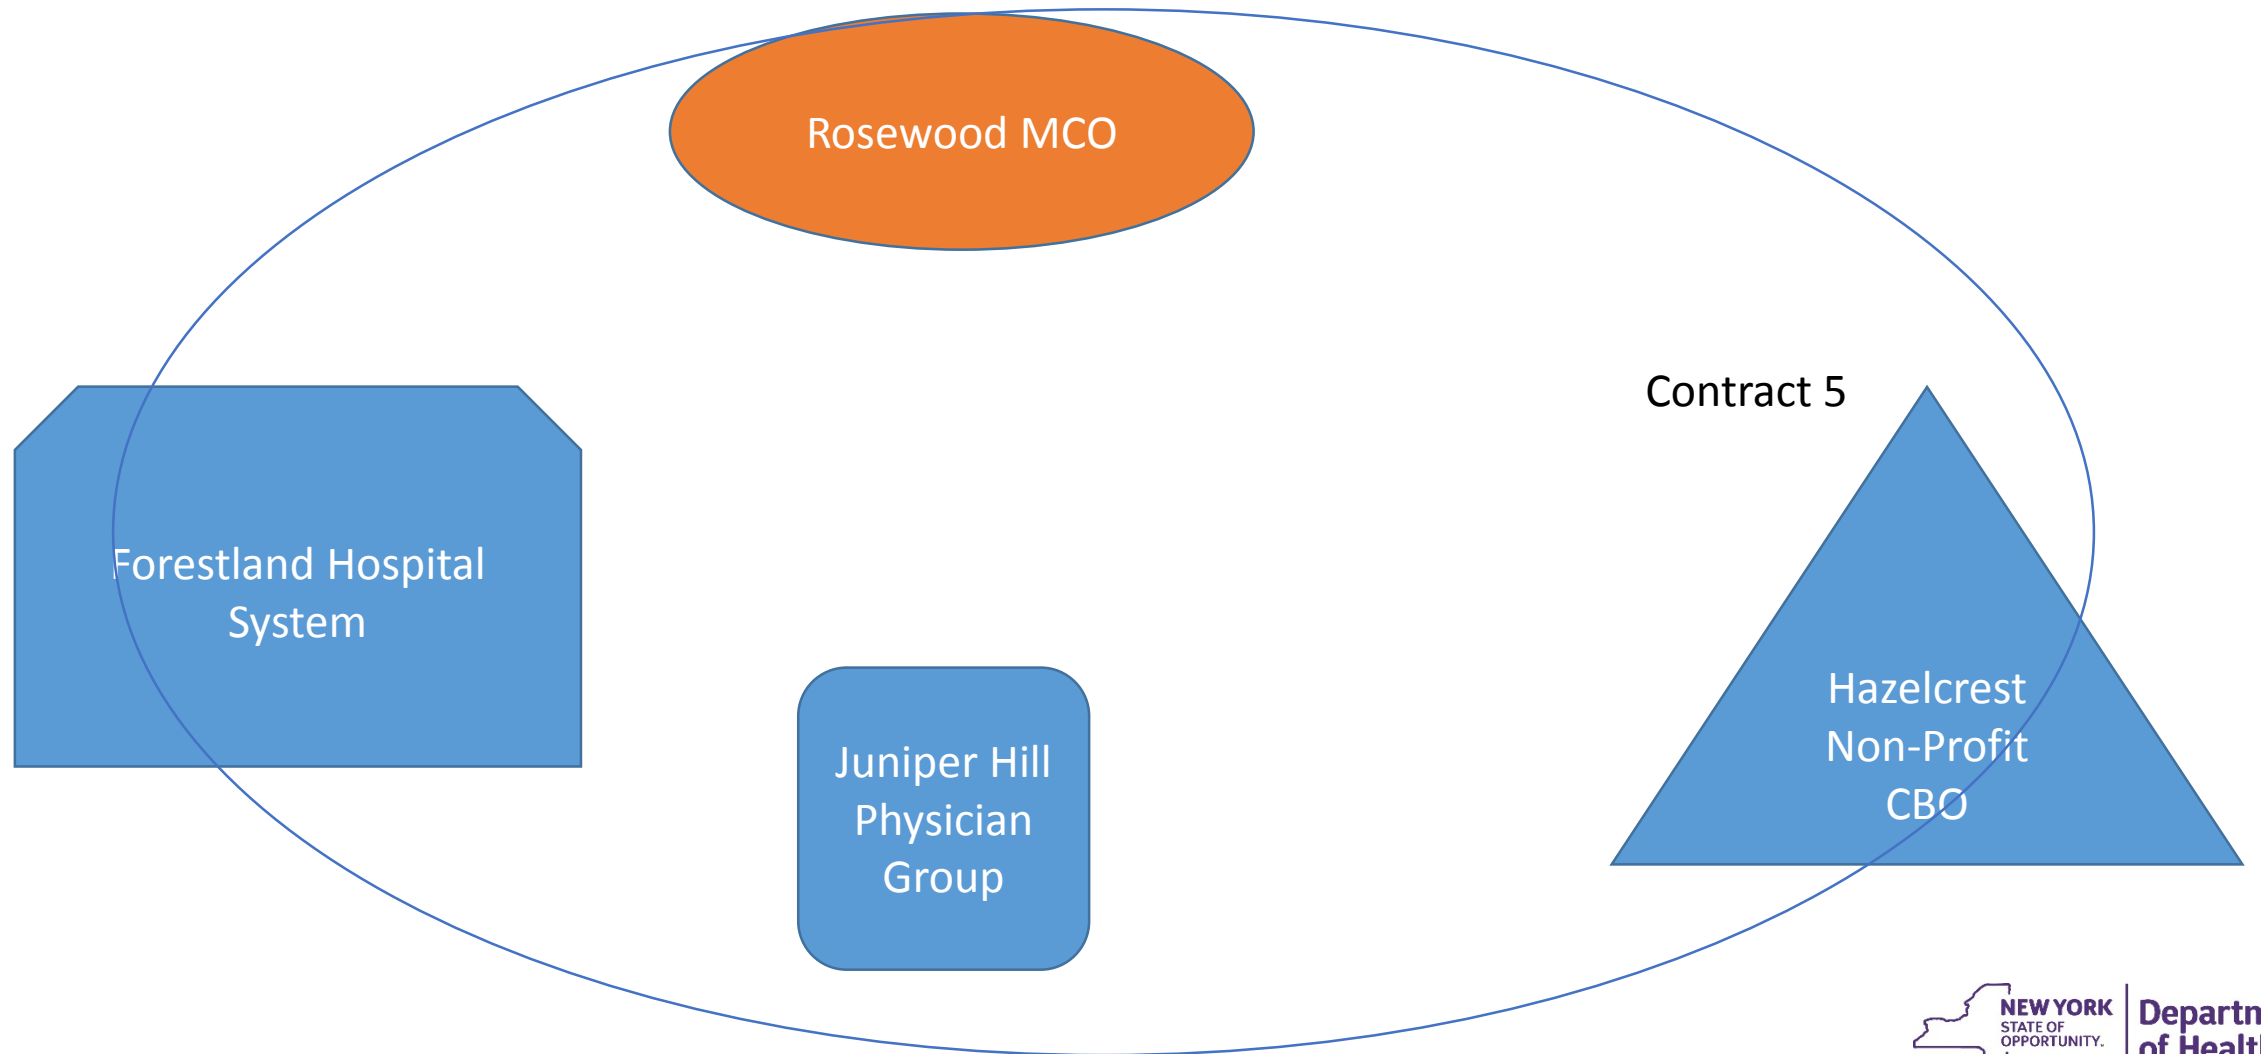 Rosewood MCO
Contract 5
Forestland Hospital
System
Hazelcrest
Non-Profit
CBO
Juniper Hill
Physician
Group
NEW YORK
STATE OF
OPPORTUNITY.
of